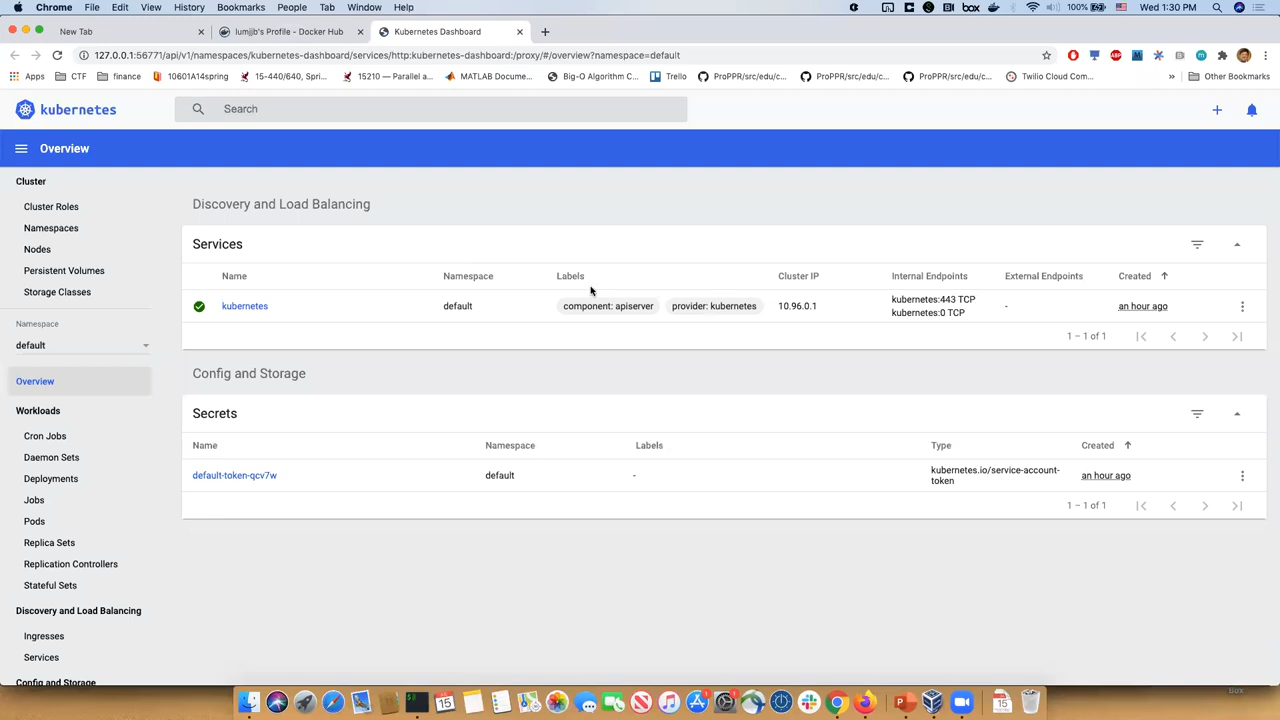 Chrome File Edit View History Bookmarks People Tab Window Help box 100% Wed 1:30 PM
New Tab lumjjb's Profile - Docker Hub Kubernetes Dashboard
127.0.0.1:56771/api/v1/namespaces/kubernetes-dashboard/services/http:kubernetes-dashboard:/proxy/#/overview?namespace=default
Apps CTF finance 10601A14spring 15-440/640, Spri... 15210 — Parallel a... MATLAB Docume... Big-O Algorithm C... Trello ProPPR/src/edu/c... ProPPR/src/edu/c... ProPPR/src/edu/c... Twilio Cloud Com... » Other Bookmarks
kubernetes Search
Overview
Cluster
Cluster Roles
Namespaces
Nodes
Persistent Volumes
Storage Classes
Namespace
default
Overview
Workloads
Cron Jobs
Daemon Sets
Deployments
Jobs
Pods
Replica Sets
Replication Controllers
Stateful Sets
Discovery and Load Balancing
Ingresses
Services
Config and Storage
Discovery and Load Balancing
Services
Name Namespace Labels Cluster IP Internal Endpoints External Endpoints Created
kubernetes default component: apiserver provider: kubernetes 10.96.0.1 kubernetes:443 TCP - an hour ago
kubernetes:0 TCP
1 – 1 of 1
Config and Storage
Secrets
Name Namespace Labels Type Created
default-token-qcv7w default - kubernetes.io/service-account- an hour ago
token
1 – 1 of 1
15
15
Box